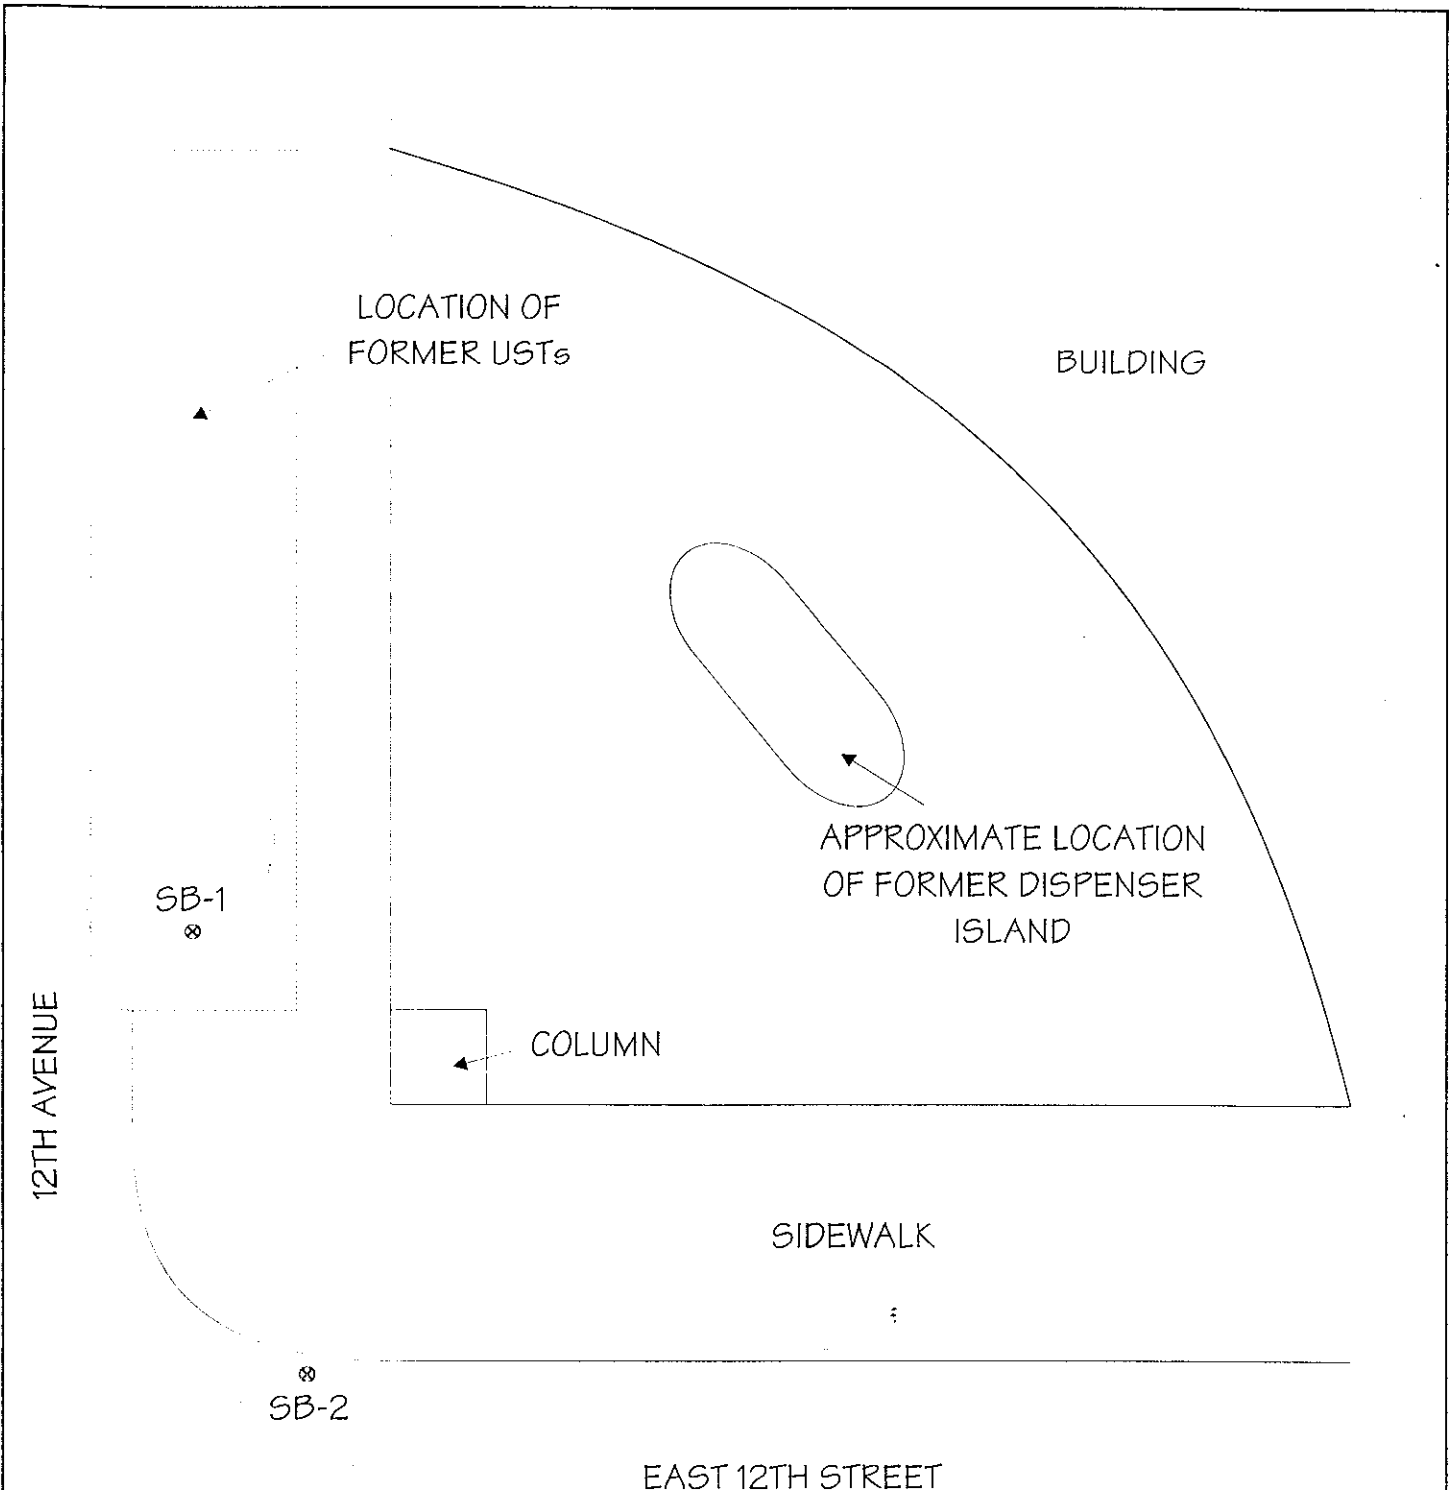 LOCATION OF
FORMER USTs
BUILDING
APPROXIMATE LOCATION
OF FORMER DISPENSER
ISLAND
SB-1
12TH AVENUE
COLUMN
SIDEWALK
SB-2
EAST 12TH STREET